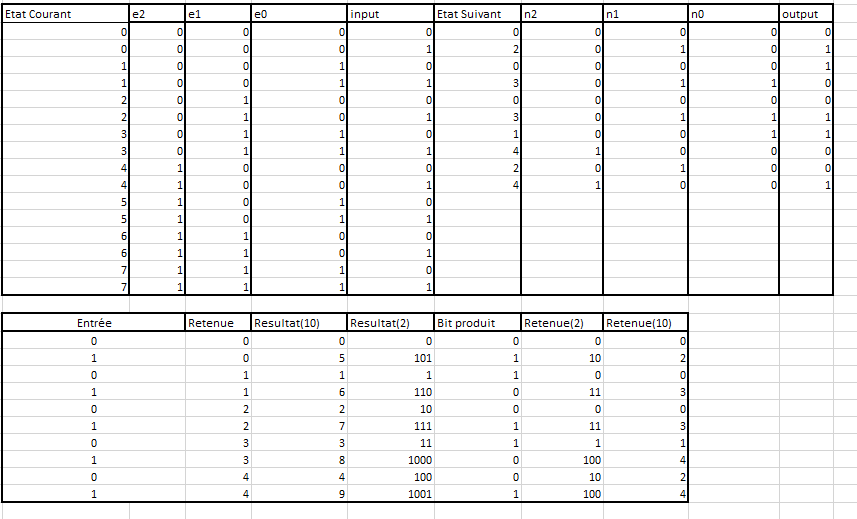 Etat Courant e2 e1 e0 input Etat Suivant n2 n1 n0 output
0 0 0 0 0 0 0 0 0 0
0 0 0 0 1 2 0 1 0 1
1 0 0 1 0 0 0 0 0 1
1 0 0 1 1 3 0 1 1 0
2 0 1 0 0 0 0 0 0 0
2 0 1 0 1 3 0 1 1 1
3 0 1 1 0 1 0 0 1 1
3 0 1 1 1 4 1 0 0 0
4 1 0 0 0 2 0 1 0 0
4 1 0 0 1 4 1 0 0 1
5 1 0 1 0
5 1 0 1 1
6 1 1 0 0
6 1 1 0 1
7 1 1 1 0
7 1 1 1 1
Entrée Retenue Resultat(10) Resultat(2) Bit produit Retenue(2) Retenue(10)
0 0 0 0 0 0 0
1 0 5 101 1 10 2
0 1 1 1 1 0 0
1 1 6 110 0 11 3
0 2 2 10 0 0 0
1 2 7 111 1 11 3
0 3 3 11 1 1 1
1 3 8 1000 0 100 4
0 4 4 100 0 10 2
1 4 9 1001 1 100 4